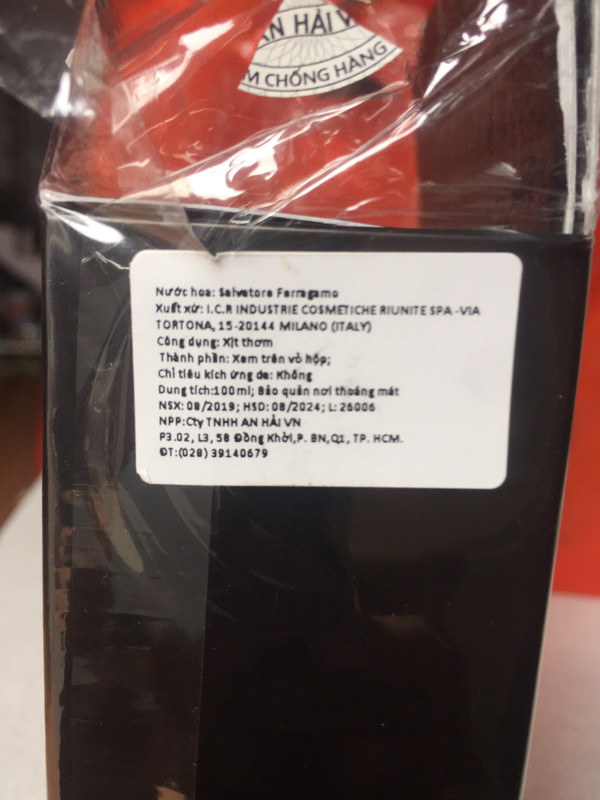 ẢN HẢI V
M CHỐNG HÀNG
Nước hoa: Salvatore Ferragamo
Xuất xứ: I.C.R INDUSTRIE COSMETICHE RIUNITE SPA -VIA
TORTONA, 15-20144 MILANO (ITALY)
Công dụng: Xịt thơm
Thành phần: Xem trên vỏ hộp;
Chỉ tiêu kích ứng da: Không
Dung tích:100ml; Bảo quản nơi thoáng mát
NSX: 08/2019; HSD: 08/2024; L: 26006
NPP:Cty TNHH AN HẢI VN
P3.02, L3, 58 Đồng Khởi,P. BN,Q1, TP. HCM.
ĐT:(028) 39140679